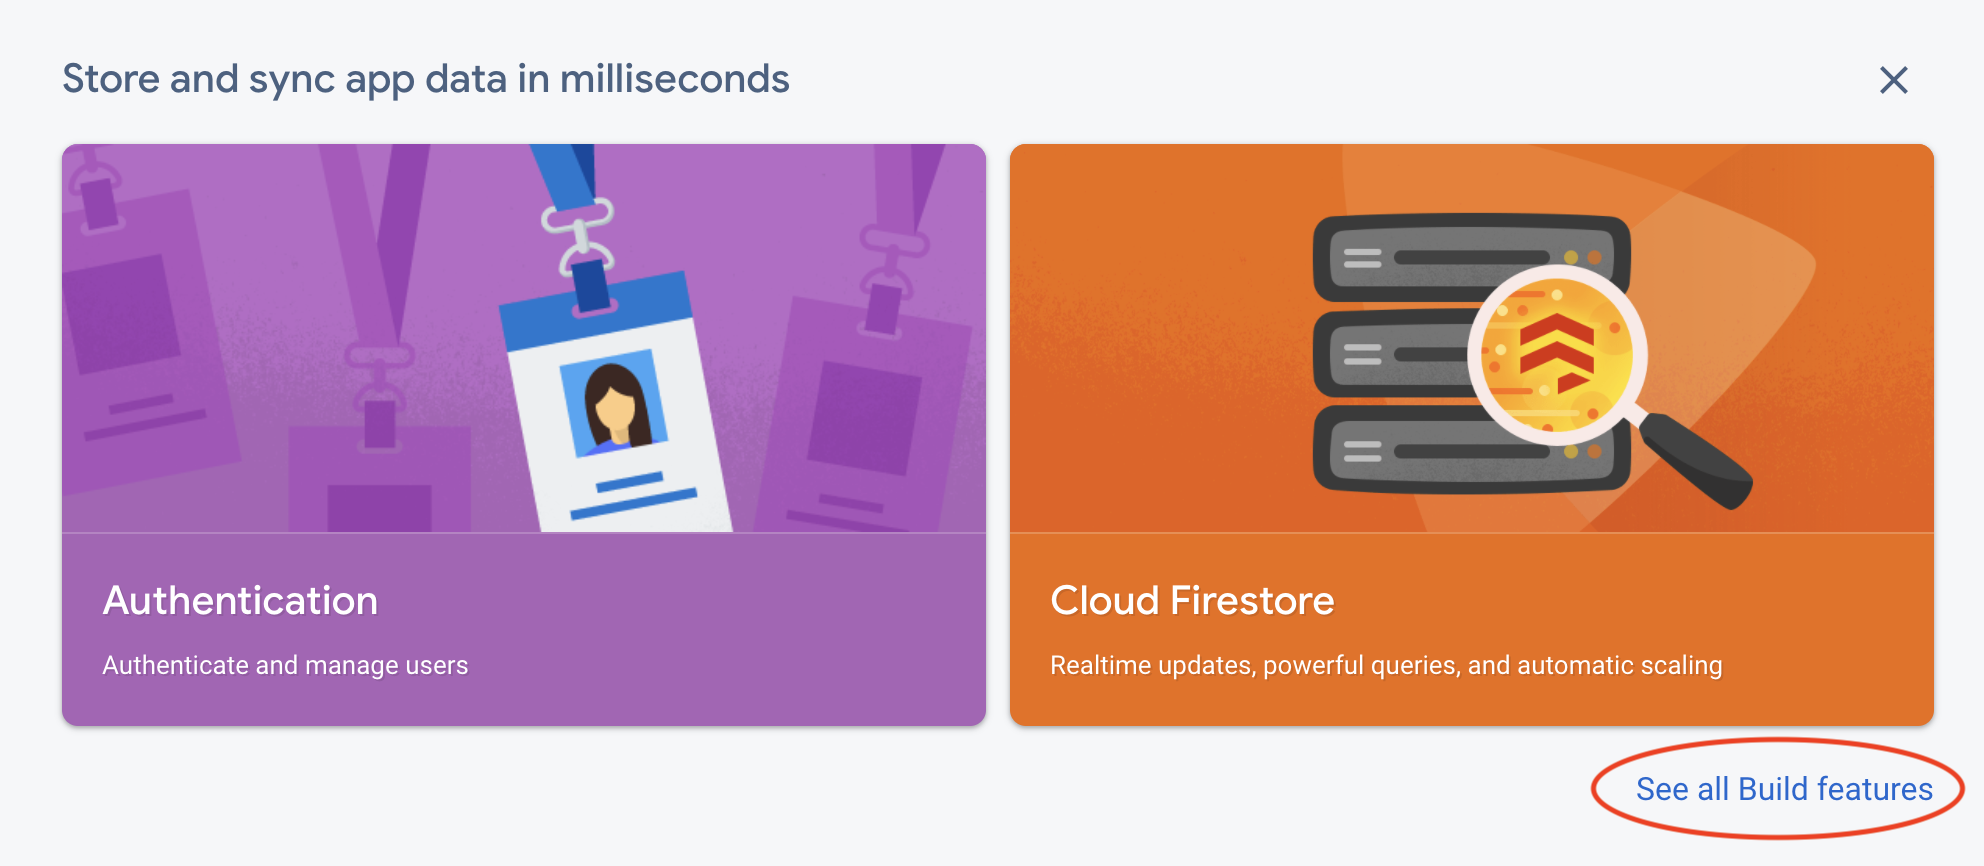 Store and sync app data in milliseconds
Authentication
Authenticate and manage users
Cloud Firestore
Realtime updates, powerful queries, and automatic scaling
See all Build features